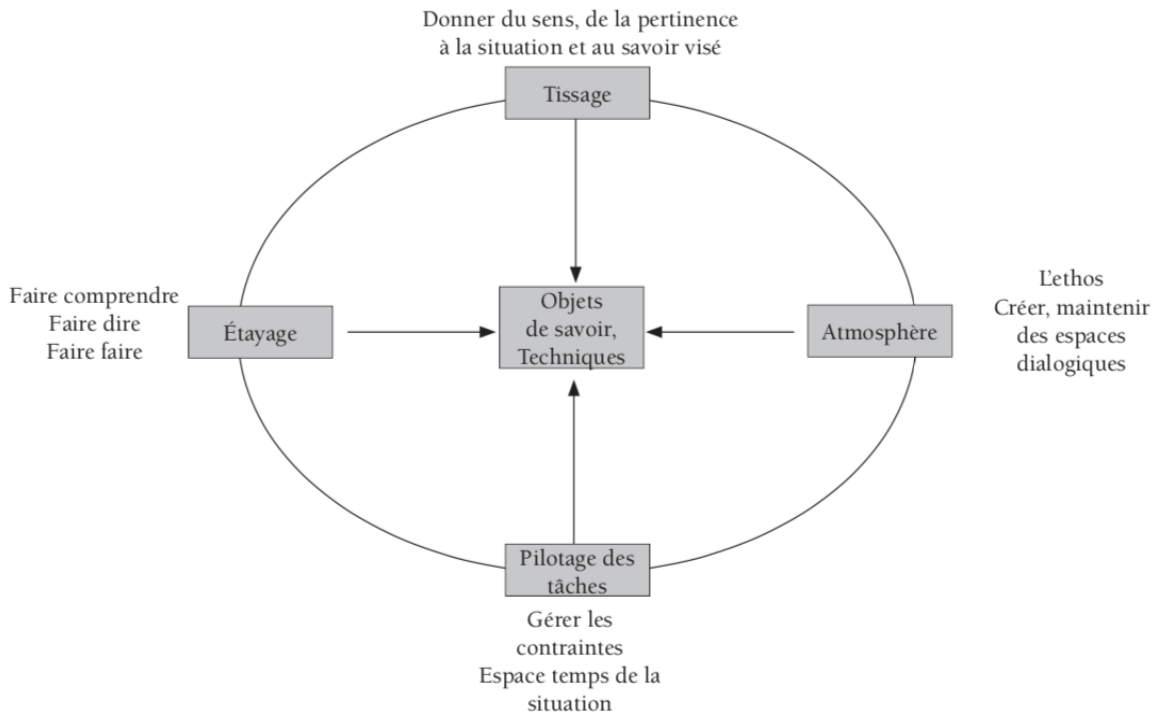 Donner du sens, de la pertinence
à la situation et au savoir visé
Tissage
Faire comprendre
Faire dire
Faire faire
Étayage
Objets
de savoir,
Techniques
Atmosphère
L'ethos
Créer, maintenir
des espaces
dialogiques
Pilotage des
tâches
Gérer les
contraintes
Espace temps de la
situation